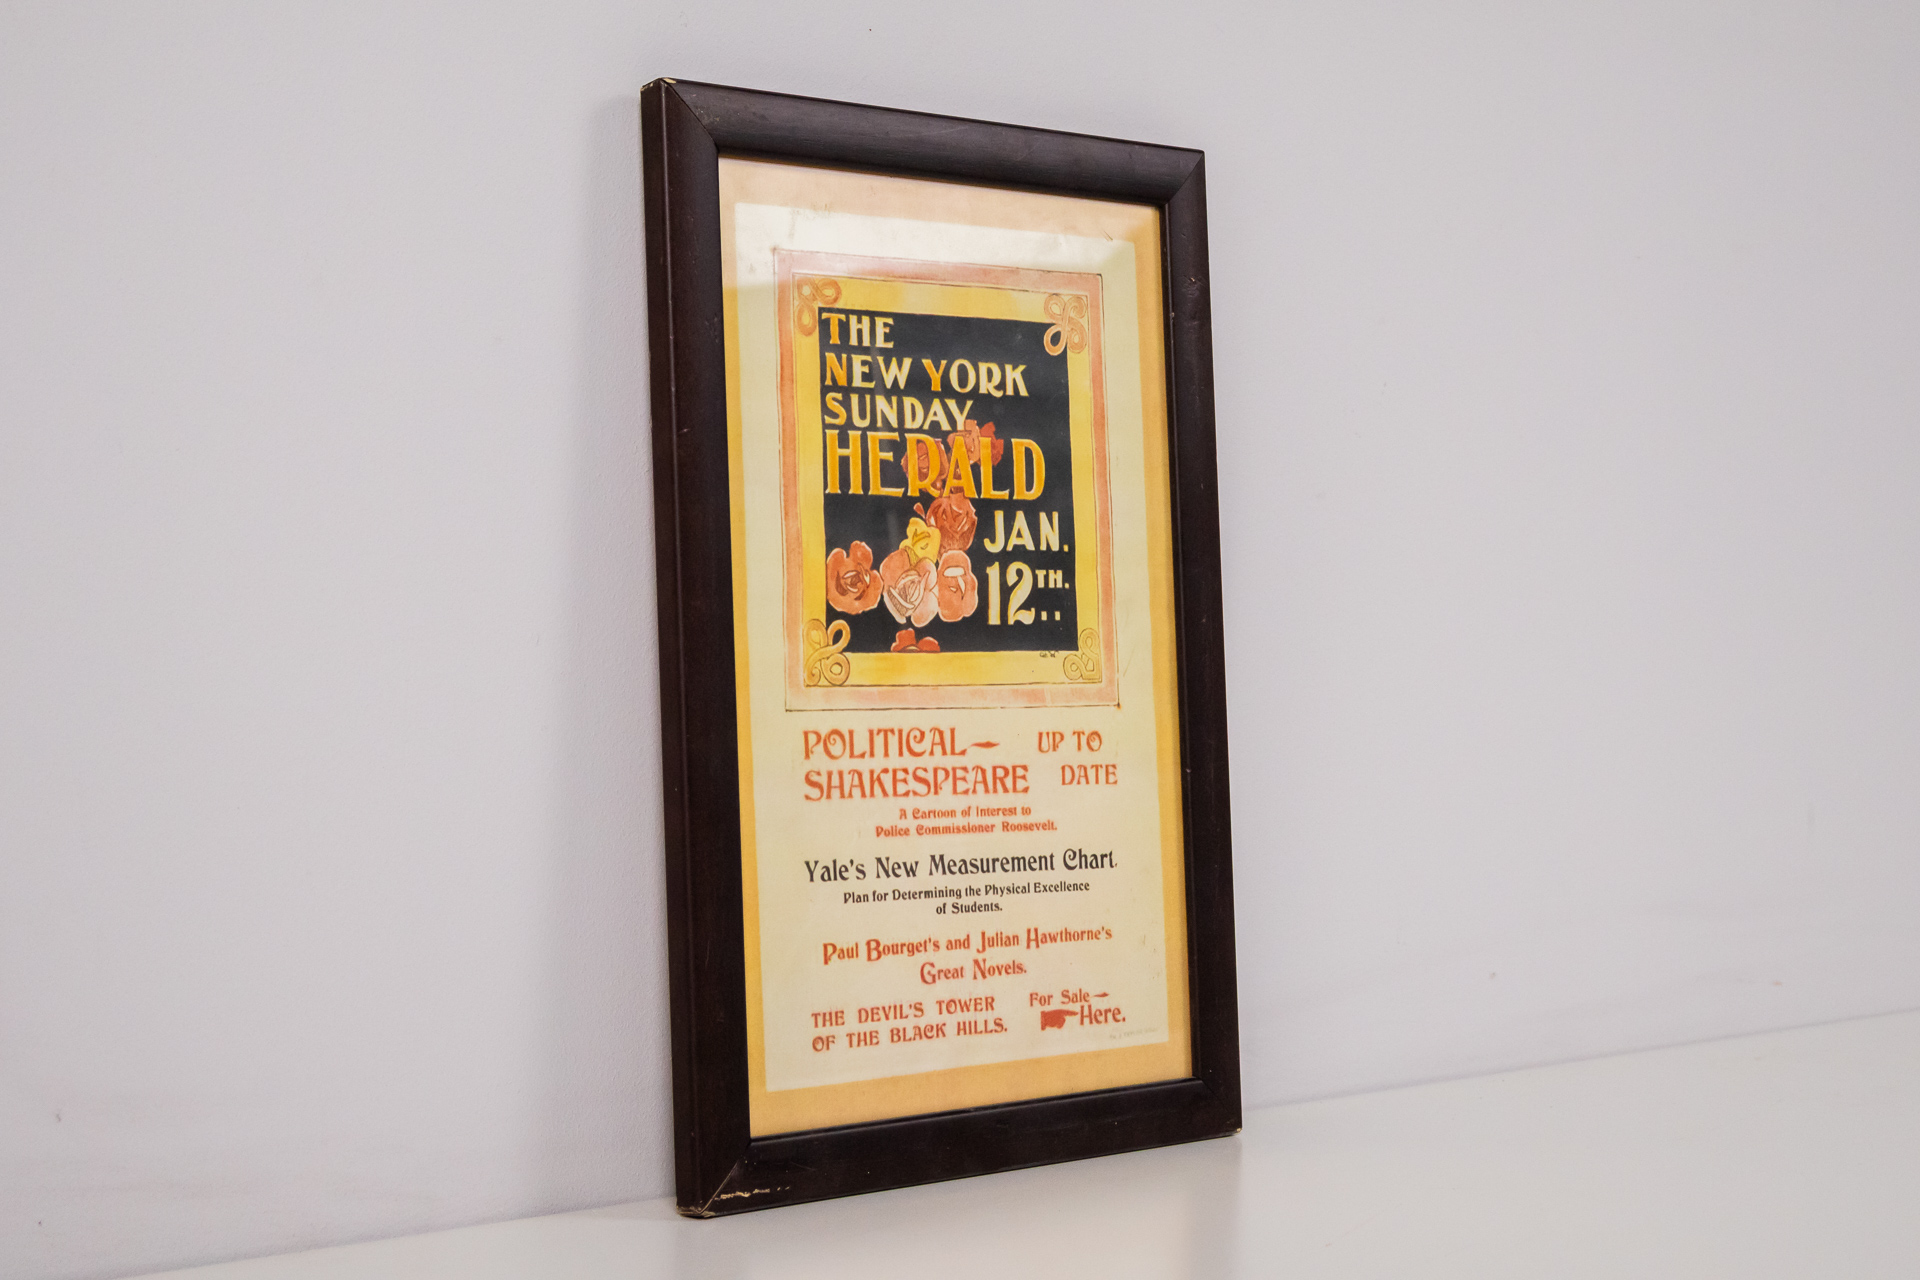 THE
NEW YORK
SUNDAY
HERALD
JAN.
12TH..
POLITICAL— UP TO
SHAKESPEARE DATE
A Cartoon of Interest to
Police Commissioner Roosevelt.
Yale's New Measurement Chart.
Plan for Determining the Physical Excellence
of Students.
Paul Bourget's and Julian Hawthorne's
Great Novels.
THE DEVIL'S TOWER
OF THE BLACK HILLS.
For Sale—
Here.